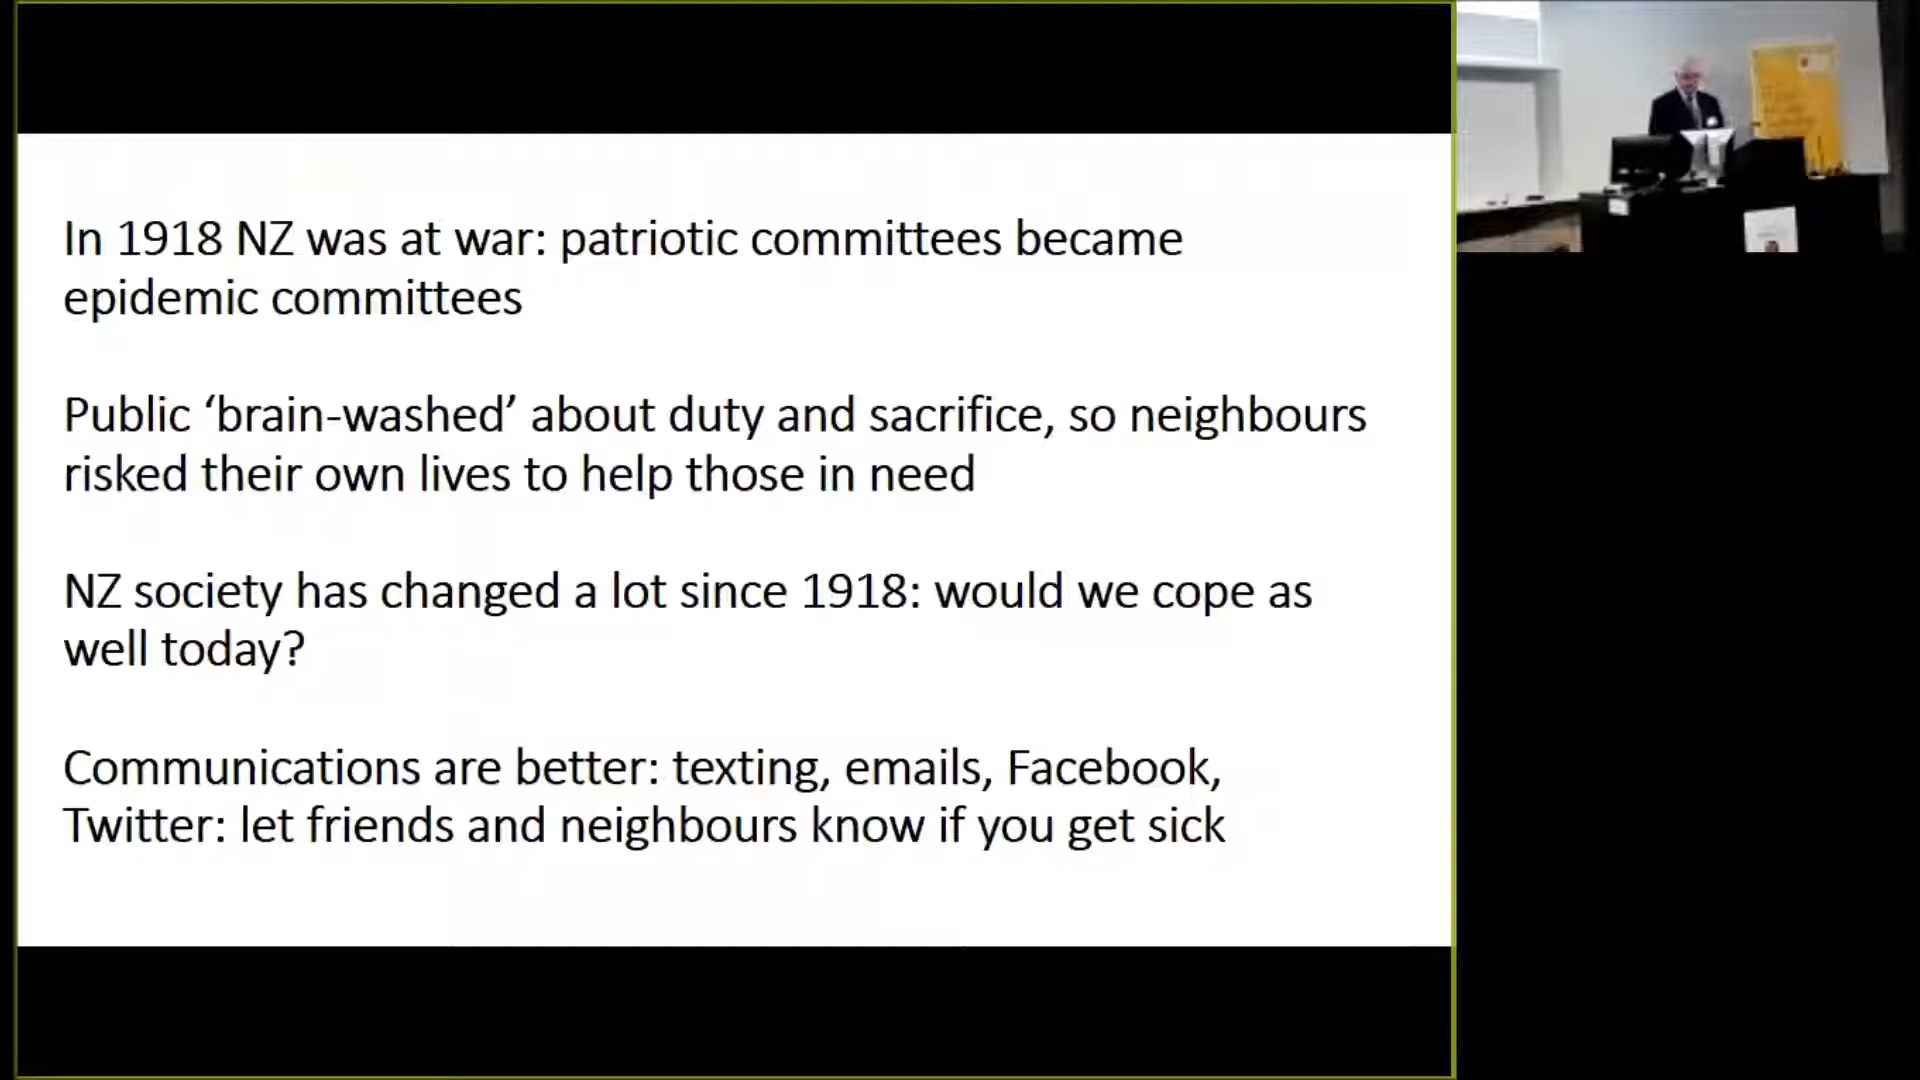 In 1918 NZ was at war: patriotic committees became
epidemic committees
Public ‘brain-washed’ about duty and sacrifice, so neighbours
risked their own lives to help those in need
NZ society has changed a lot since 1918: would we cope as
well today?
Communications are better: texting, emails, Facebook,
Twitter: let friends and neighbours know if you get sick